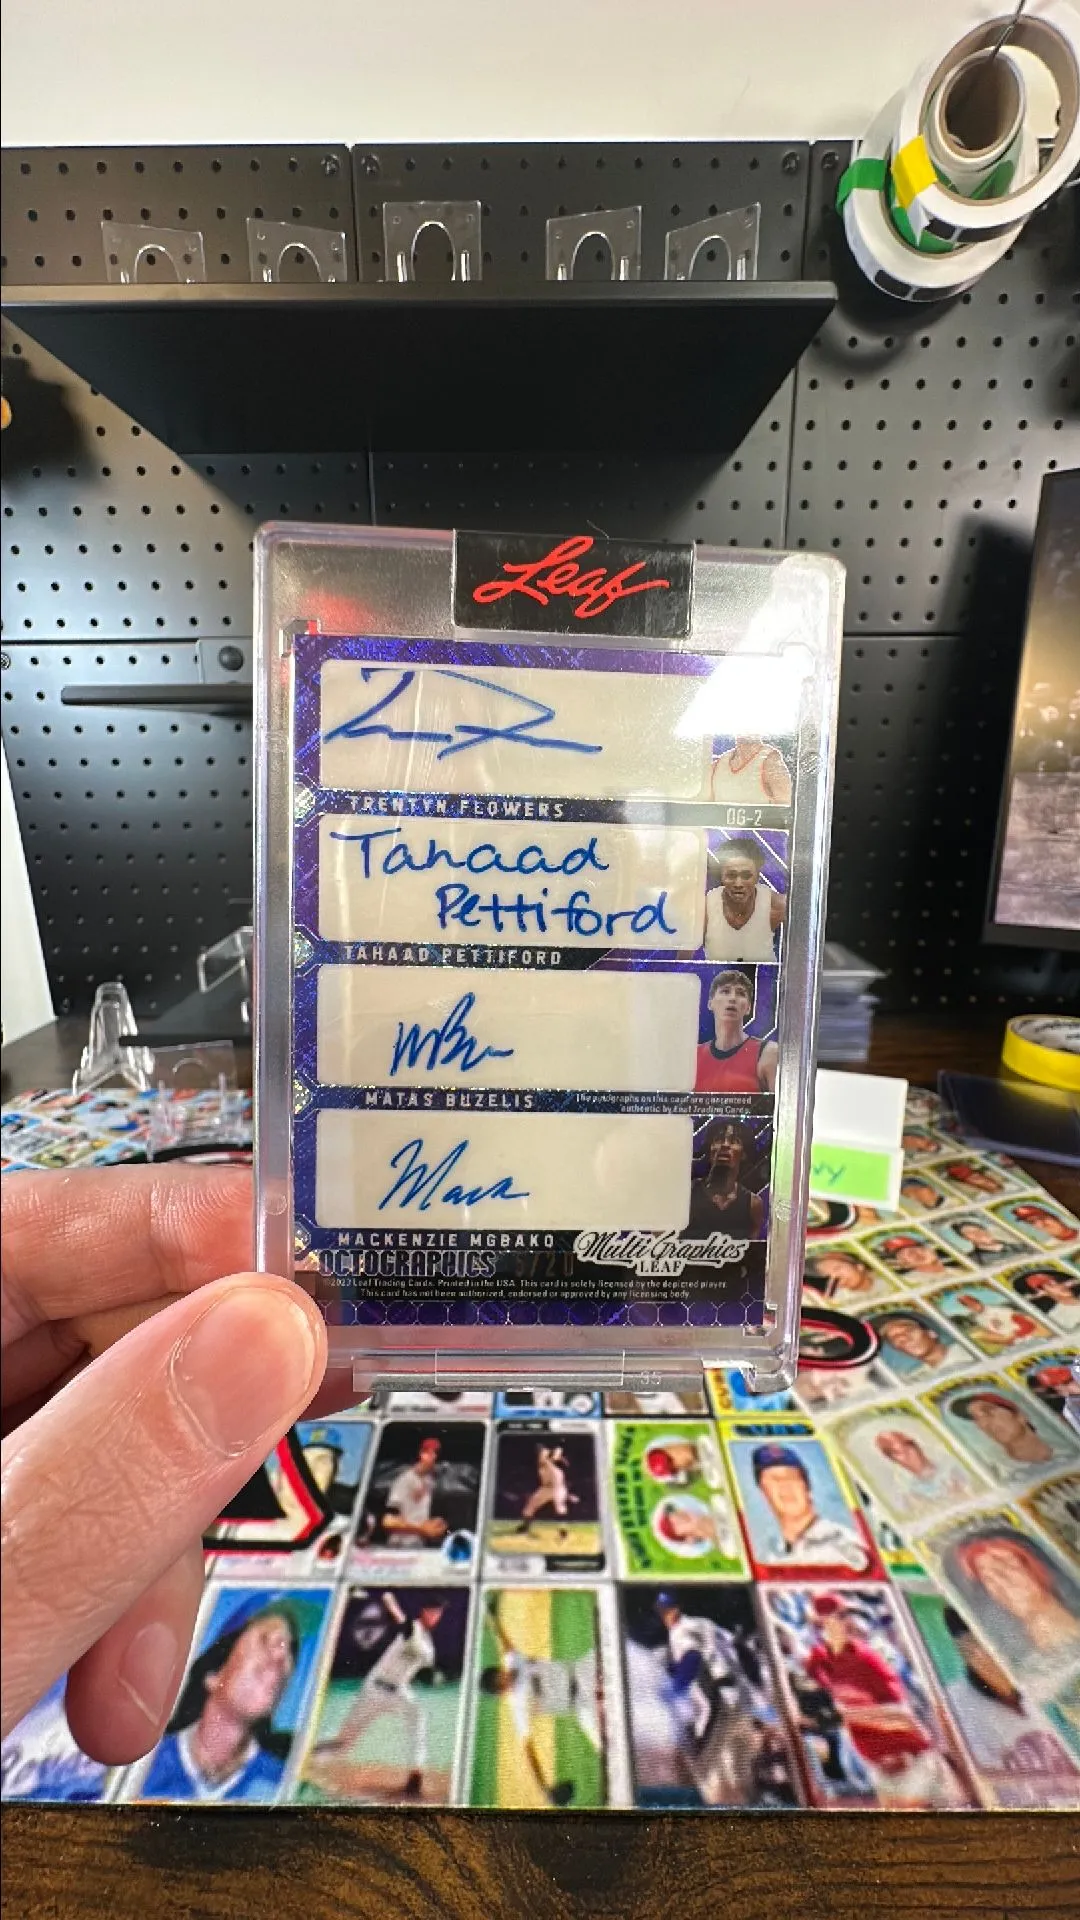 Leaf
TRENTYN FLOWERS
OG-2
Tahaad
Pettiford
TAHAAD PETTIFORD
MATAS BUZELIS
The autographs on this card are guaranteed
authentic by Leaf Trading Cards.
Mack
MACKENZIE MGBAKO
Multi Graphics
LEAF
OCTOGRAPHICS
©2023 Leaf Trading Cards. Printed in the USA. This card is solely licensed by the depicted player.
This card has not been authorized, endorsed or approved by any licensing body.